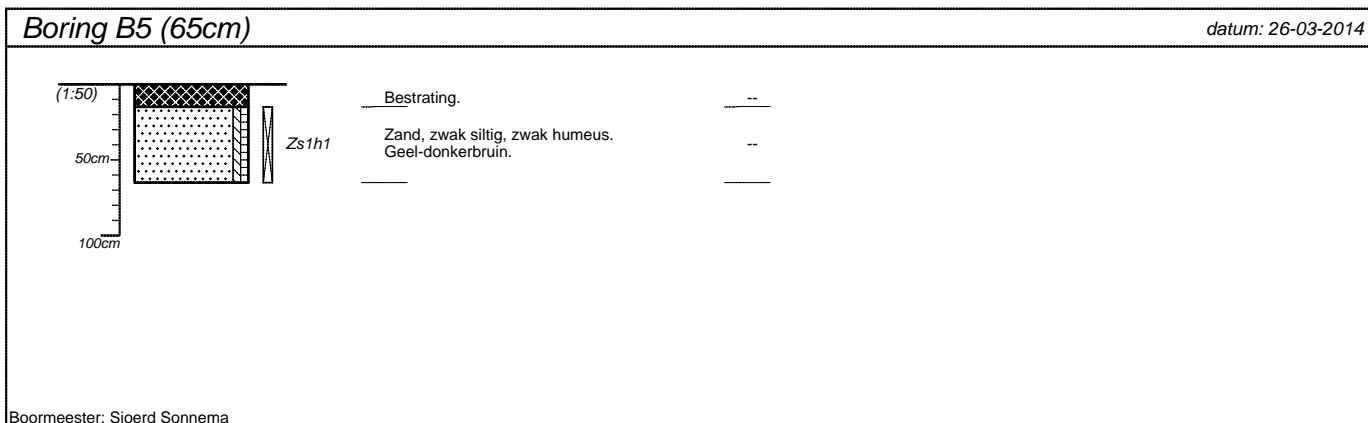 Boring B5 (65cm)
datum: 26-03-2014
(1:50)
Bestrating.
--
Zs1h1
Zand, zwak siltig, zwak humeus.
Geel-donkerbruin.
--
50cm
100cm
Boormeester: Sjoerd Sonnema